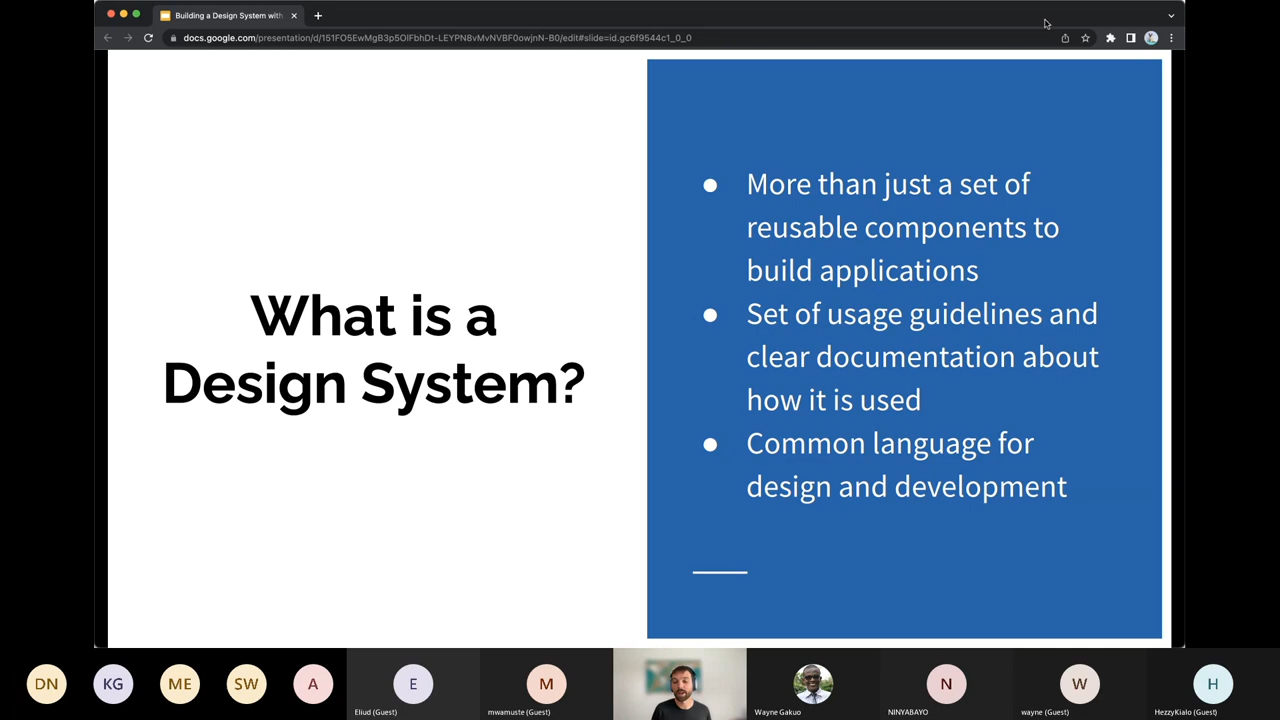 Building a Design System with
docs.google.com/presentation/d/151FO5EwMgB3p5OlFbhDt-LEYPN8vMvNVBF0owjnN-B0/edit#slide=id.gc6f9544c1_0_0
What is a
Design System?
● More than just a set of
reusable components to
build applications
● Set of usage guidelines and
clear documentation about
how it is used
● Common language for
design and development
DN KG ME SW A E M N W H
Eliud (Guest) mwamuste (Guest) Wayne Gakuo NINYABAYO wayne (Guest) HezzyKialo (Guest)